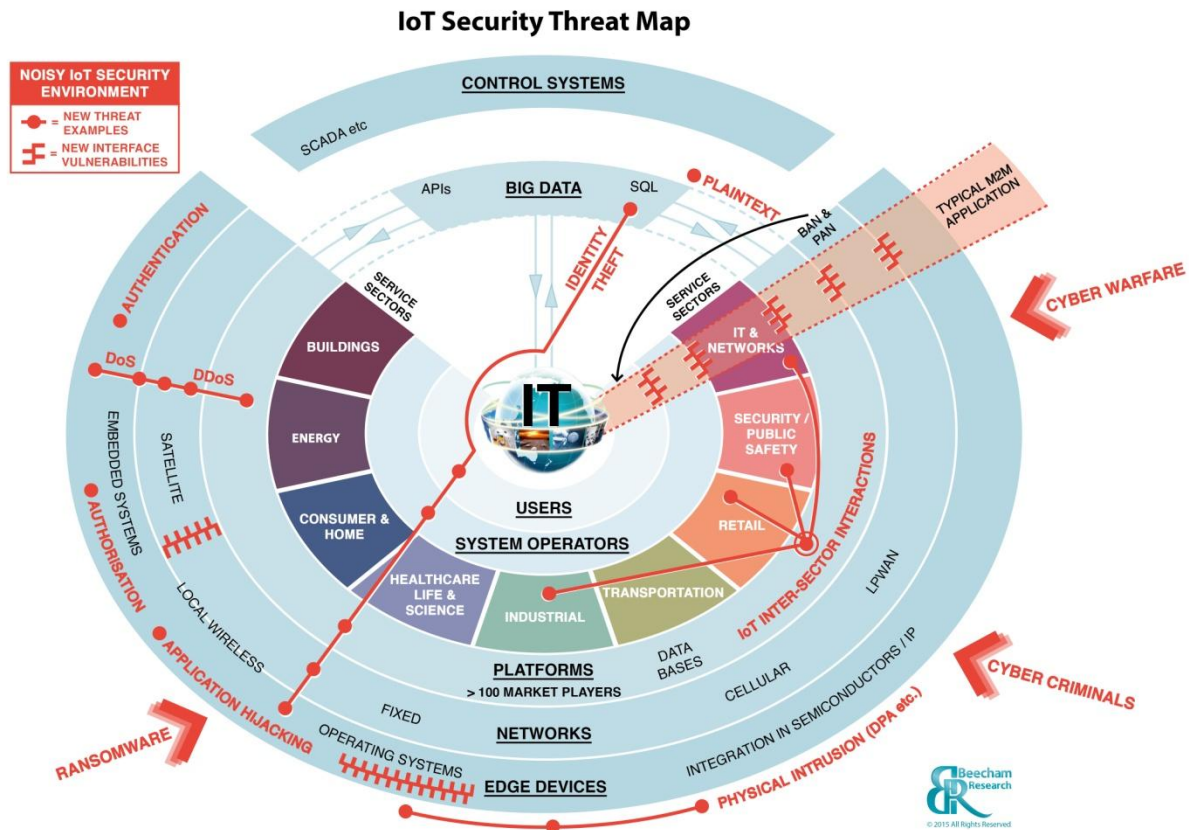 IoT Security Threat Map
NOISY IoT SECURITY
ENVIRONMENT
= NEW THREAT
EXAMPLES
= NEW INTERFACE
VULNERABILITIES
CONTROL SYSTEMS
SCADA etc
APIs
BIG DATA
SQL
PLAINTEXT
BAN &
PAN
TYPICAL M2M
APPLICATION
IDENTITY
THEFT
SERVICE
SECTORS
SERVICE
SECTORS
AUTHENTICATION
DoS
DDoS
CYBER WARFARE
BUILDINGS
IT &
NETWORKS
IT
ENERGY
SECURITY /
PUBLIC
SAFETY
EMBEDDED SYSTEMS
SATELLITE
CONSUMER &
HOME
USERS
RETAIL
SYSTEM OPERATORS
HEALTHCARE
LIFE &
SCIENCE
INDUSTRIAL
TRANSPORTATION
IoT INTER-SECTOR INTERACTIONS
LPWAN
AUTHORISATION
LOCAL WIRELESS
PLATFORMS
> 100 MARKET PLAYERS
DATA
BASES
CELLULAR
APPLICATION HIJACKING
FIXED
NETWORKS
INTEGRATION IN SEMICONDUCTORS / IP
CYBER CRIMINALS
RANSOMWARE
OPERATING SYSTEMS
EDGE DEVICES
PHYSICAL INTRUSION (DPA etc.)
BR
Beecham
Research
© 2015 All Rights Reserved